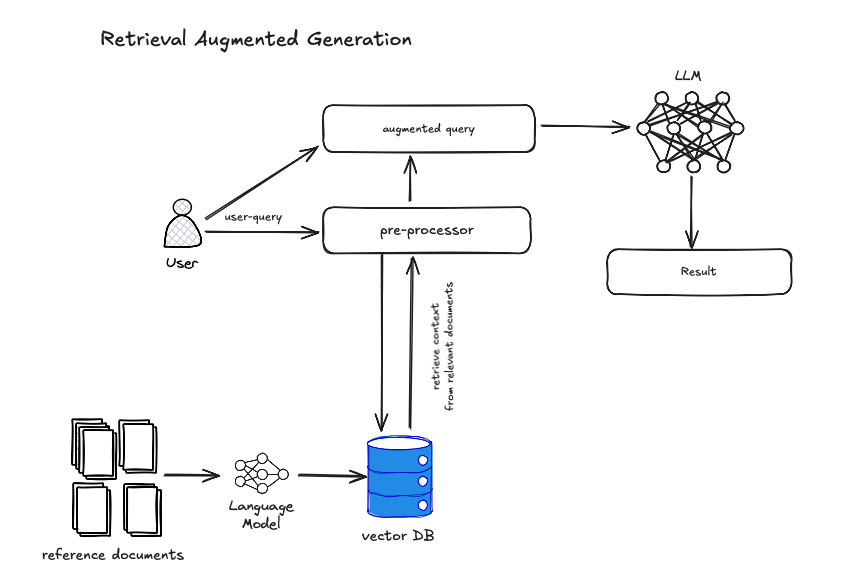 Retrieval Augmented Generation
LLM
augmented query
user-query
pre-processor
User
Result
retrieve context
from relevant documents
Language
Model
vector DB
reference documents